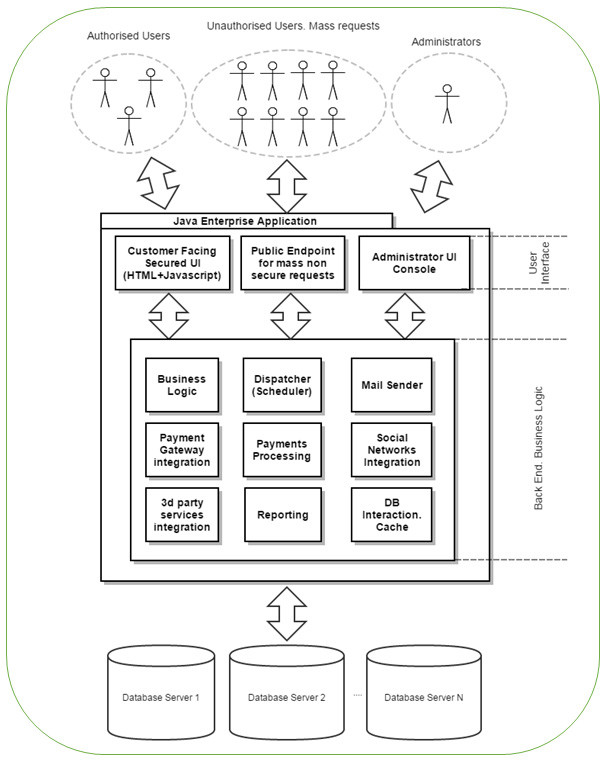 Authorised Users
Unauthorised Users. Mass requests
Administrators
Java Enterprise Application
Customer Facing
Secured UI
(HTML+Javascript)
Public Endpoint
for mass non
secure requests
Administrator UI
Console
User
Interface
Business
Logic
Dispatcher
(Scheduler)
Mail Sender
Payment
Gateway
integration
Payments
Processing
Social
Networks
Integration
3d party
services
integration
Reporting
DB
Interaction.
Cache
Back End. Business Logic
Database Server 1
Database Server 2
....
Database Server N